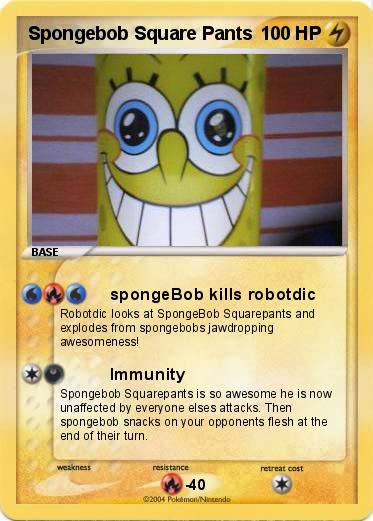 Spongebob Square Pants 100 HP
BASE
spongeBob kills robotdic
Robotdic looks at SpongeBob Squarepants and
explodes from spongebobs jawdropping
awesomeness!
Immunity
Spongebob Squarepants is so awesome he is now
unaffected by everyone elses attacks. Then
spongebob snacks on your opponents flesh at the
end of their turn.
weakness resistance retreat cost
-40
©2004 Pokémon/Nintendo